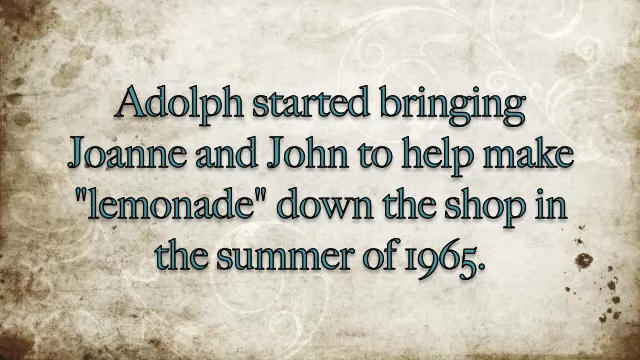 Adolph started bringing
Joanne and John to help make
"lemonade" down the shop in
the summer of 1965.